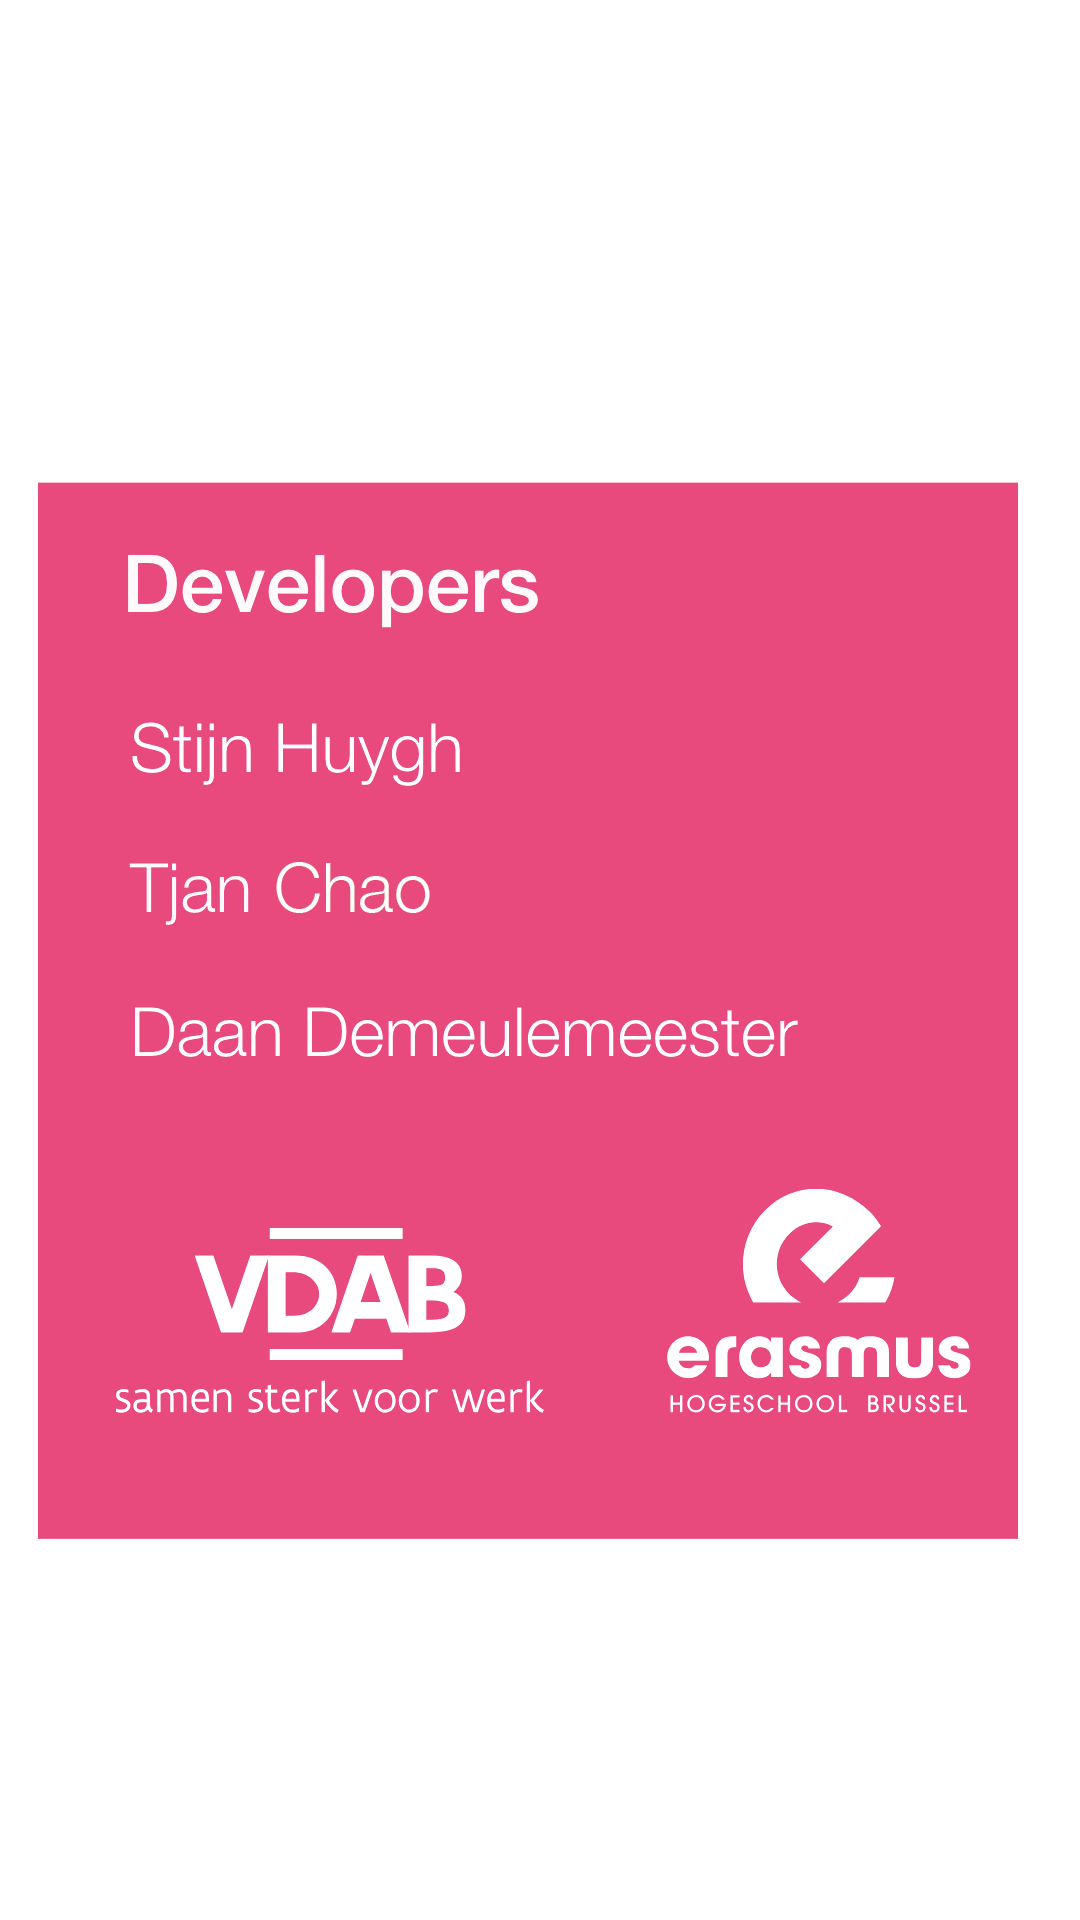 Developers
Stijn Huygh
Tjan Chao
Daan Demeulemeester
VDAB
samen sterk voor werk
erasmus
HOGESCHOOL BRUSSEL